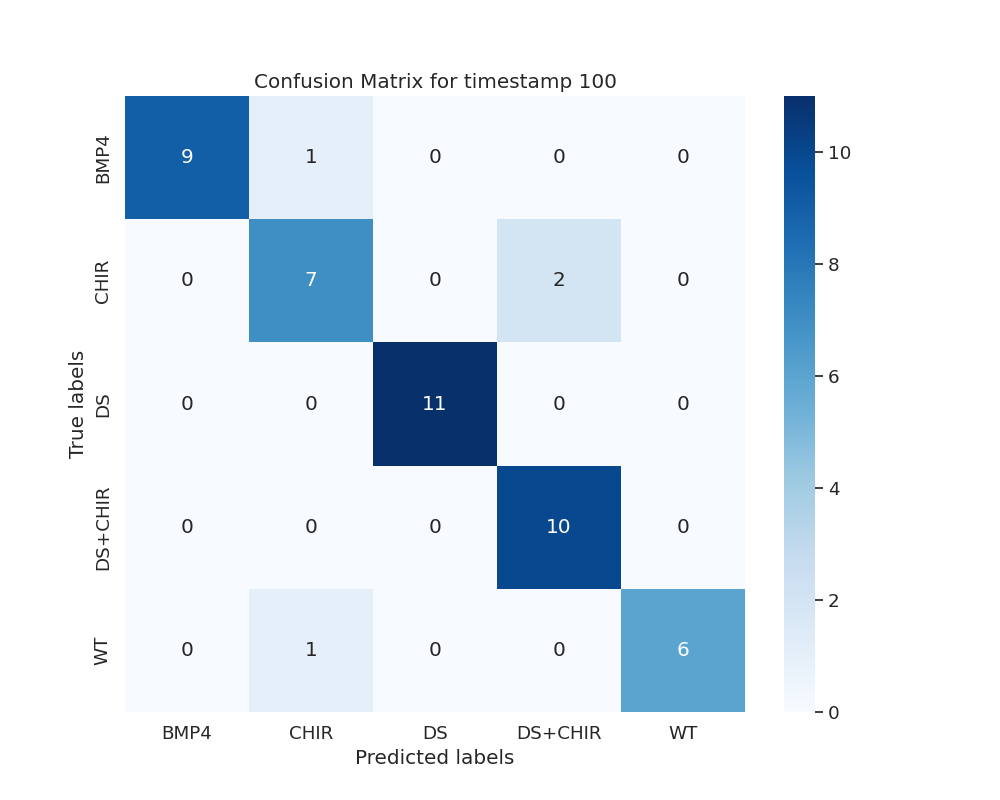 Confusion Matrix for timestamp 100
True labels
BMP4 9 1 0 0 0
CHIR 0 7 0 2 0
DS 0 0 11 0 0
DS+CHIR 0 0 0 10 0
WT 0 1 0 0 6
BMP4 CHIR DS DS+CHIR WT
Predicted labels
10
8
6
4
2
0